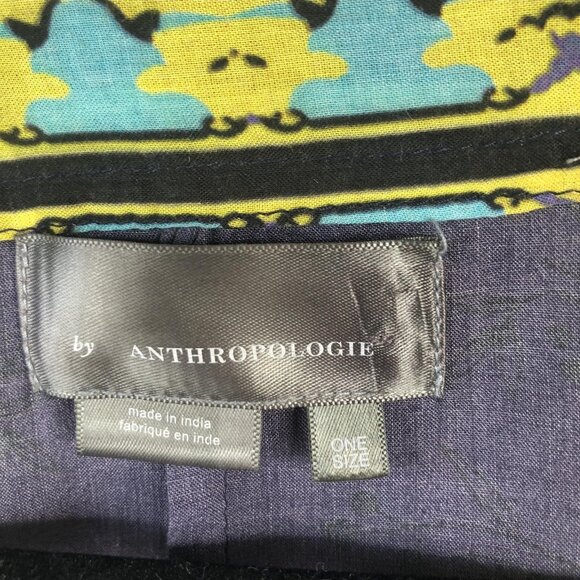 by ANTHROPOLOGIE
made in india
fabriqué en inde
ONE
SIZE